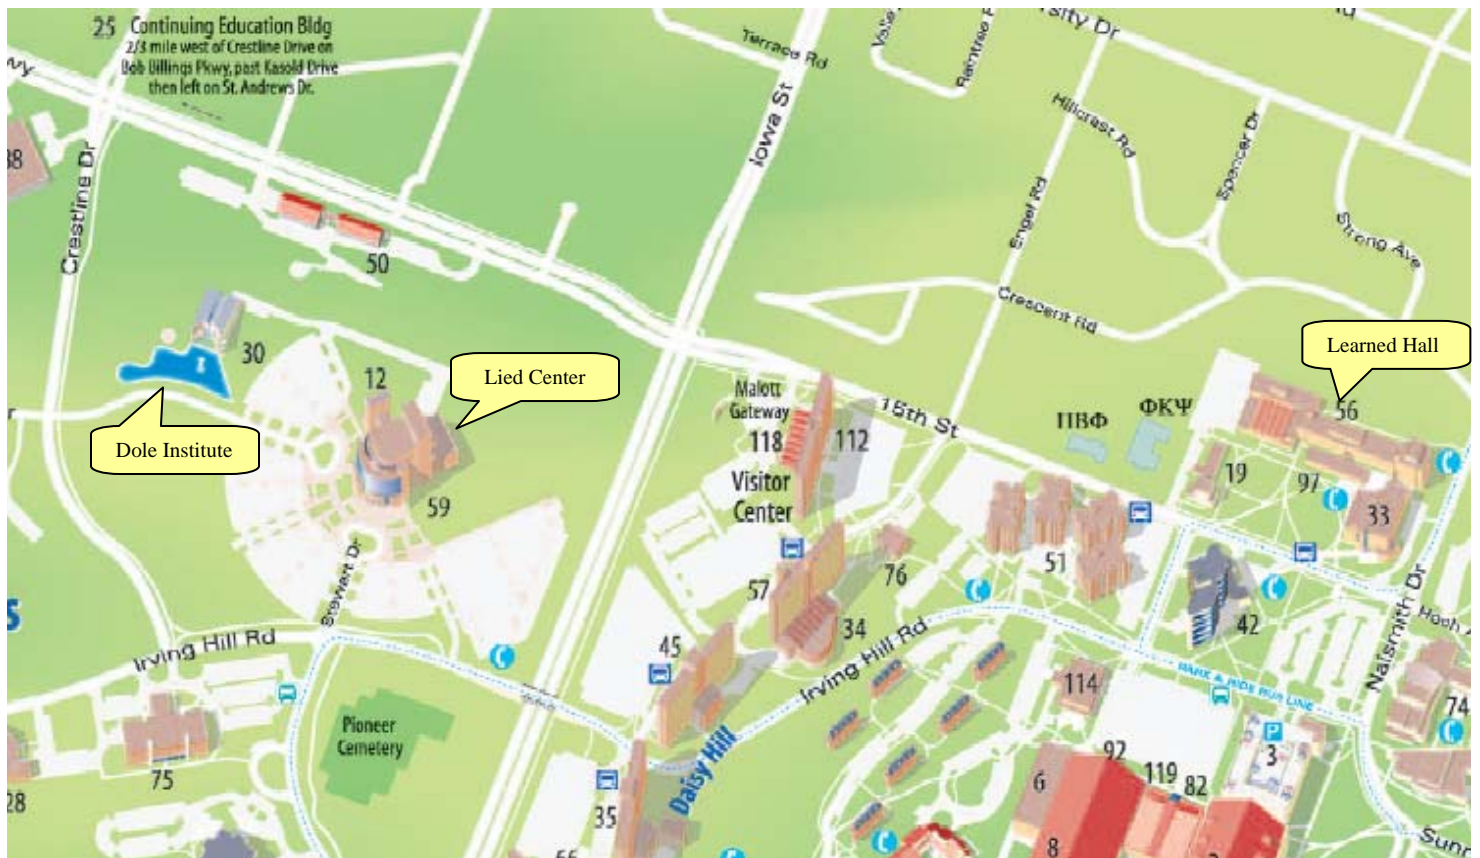 25 Continuing Education Bldg
2/3 mile west of Crestline Drive on
Bob Billings Pkwy, past Kasold Drive
then left on St. Andrews Dr.
Terrace Rd
Iowa St
Hillcrest Rd
Spencer Dr
Engel Rd
Strong Ave
Crescent Rd
Crestline Dr
50
30
12
Lied Center
Dole Institute
59
Learned Hall
56
Malott
Gateway
118
112
Visitor
Center
15th St
ΠΒΦ
ΦΚΨ
19
97
33
51
57
76
34
42
45
Stewart Dr
Irving Hill Rd
Irving Hill Rd
Naismith Dr
PARK & RIDE BUS LINE
114
74
Pioneer
Cemetery
75
28
Daisy Hill
35
92
119
82
P
3
6
8